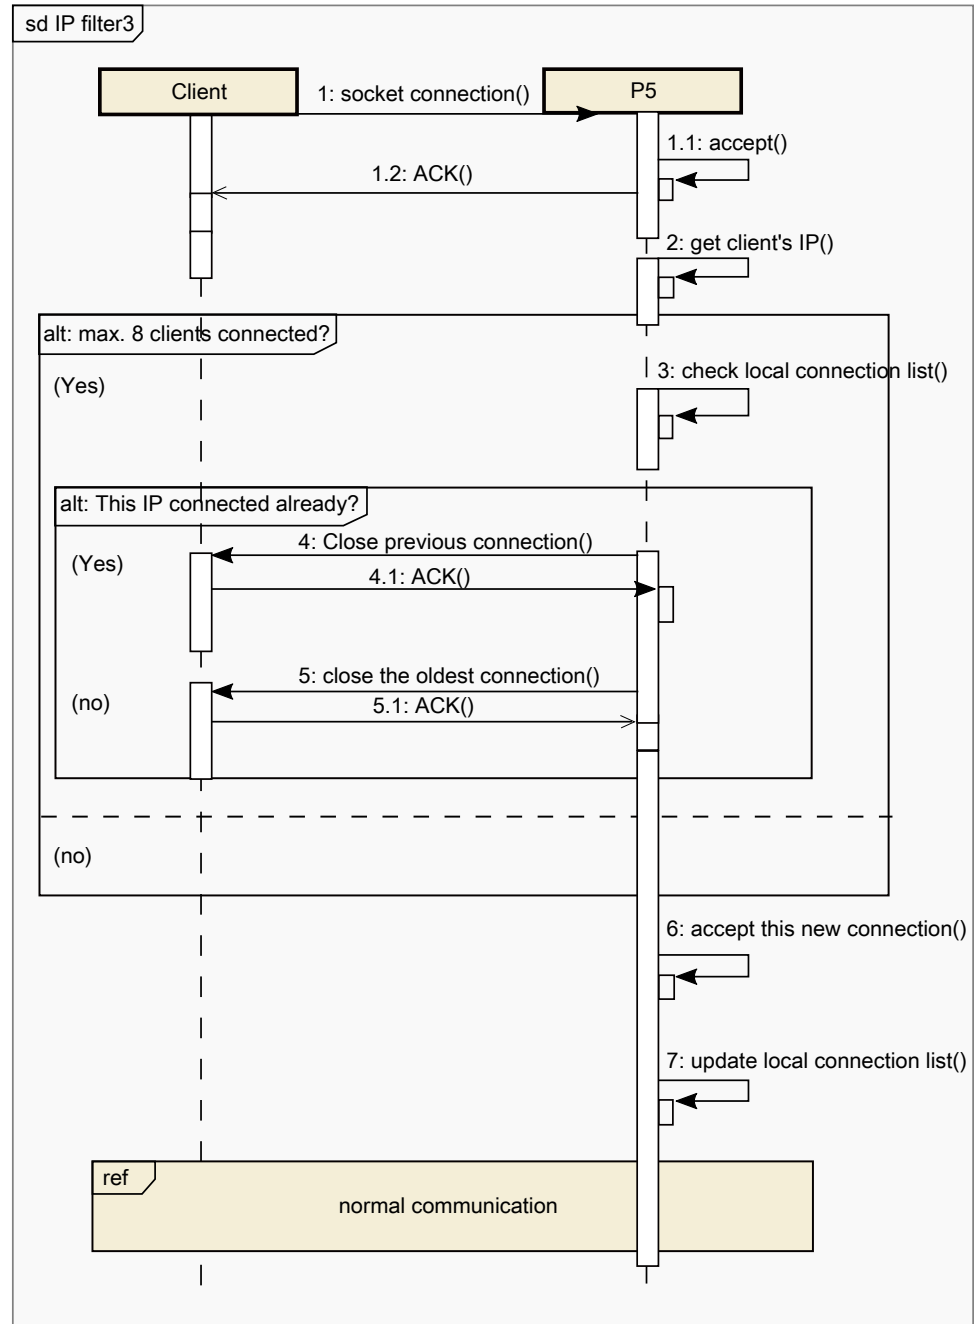 sd IP filter3
Client
1: socket connection()
P5
1.1: accept()
1.2: ACK()
2: get client's IP()
alt: max. 8 clients connected?
(Yes)
3: check local connection list()
alt: This IP connected already?
(Yes)
4: Close previous connection()
4.1: ACK()
5: close the oldest connection()
(no)
5.1: ACK()
(no)
6: accept this new connection()
7: update local connection list()
ref
normal communication